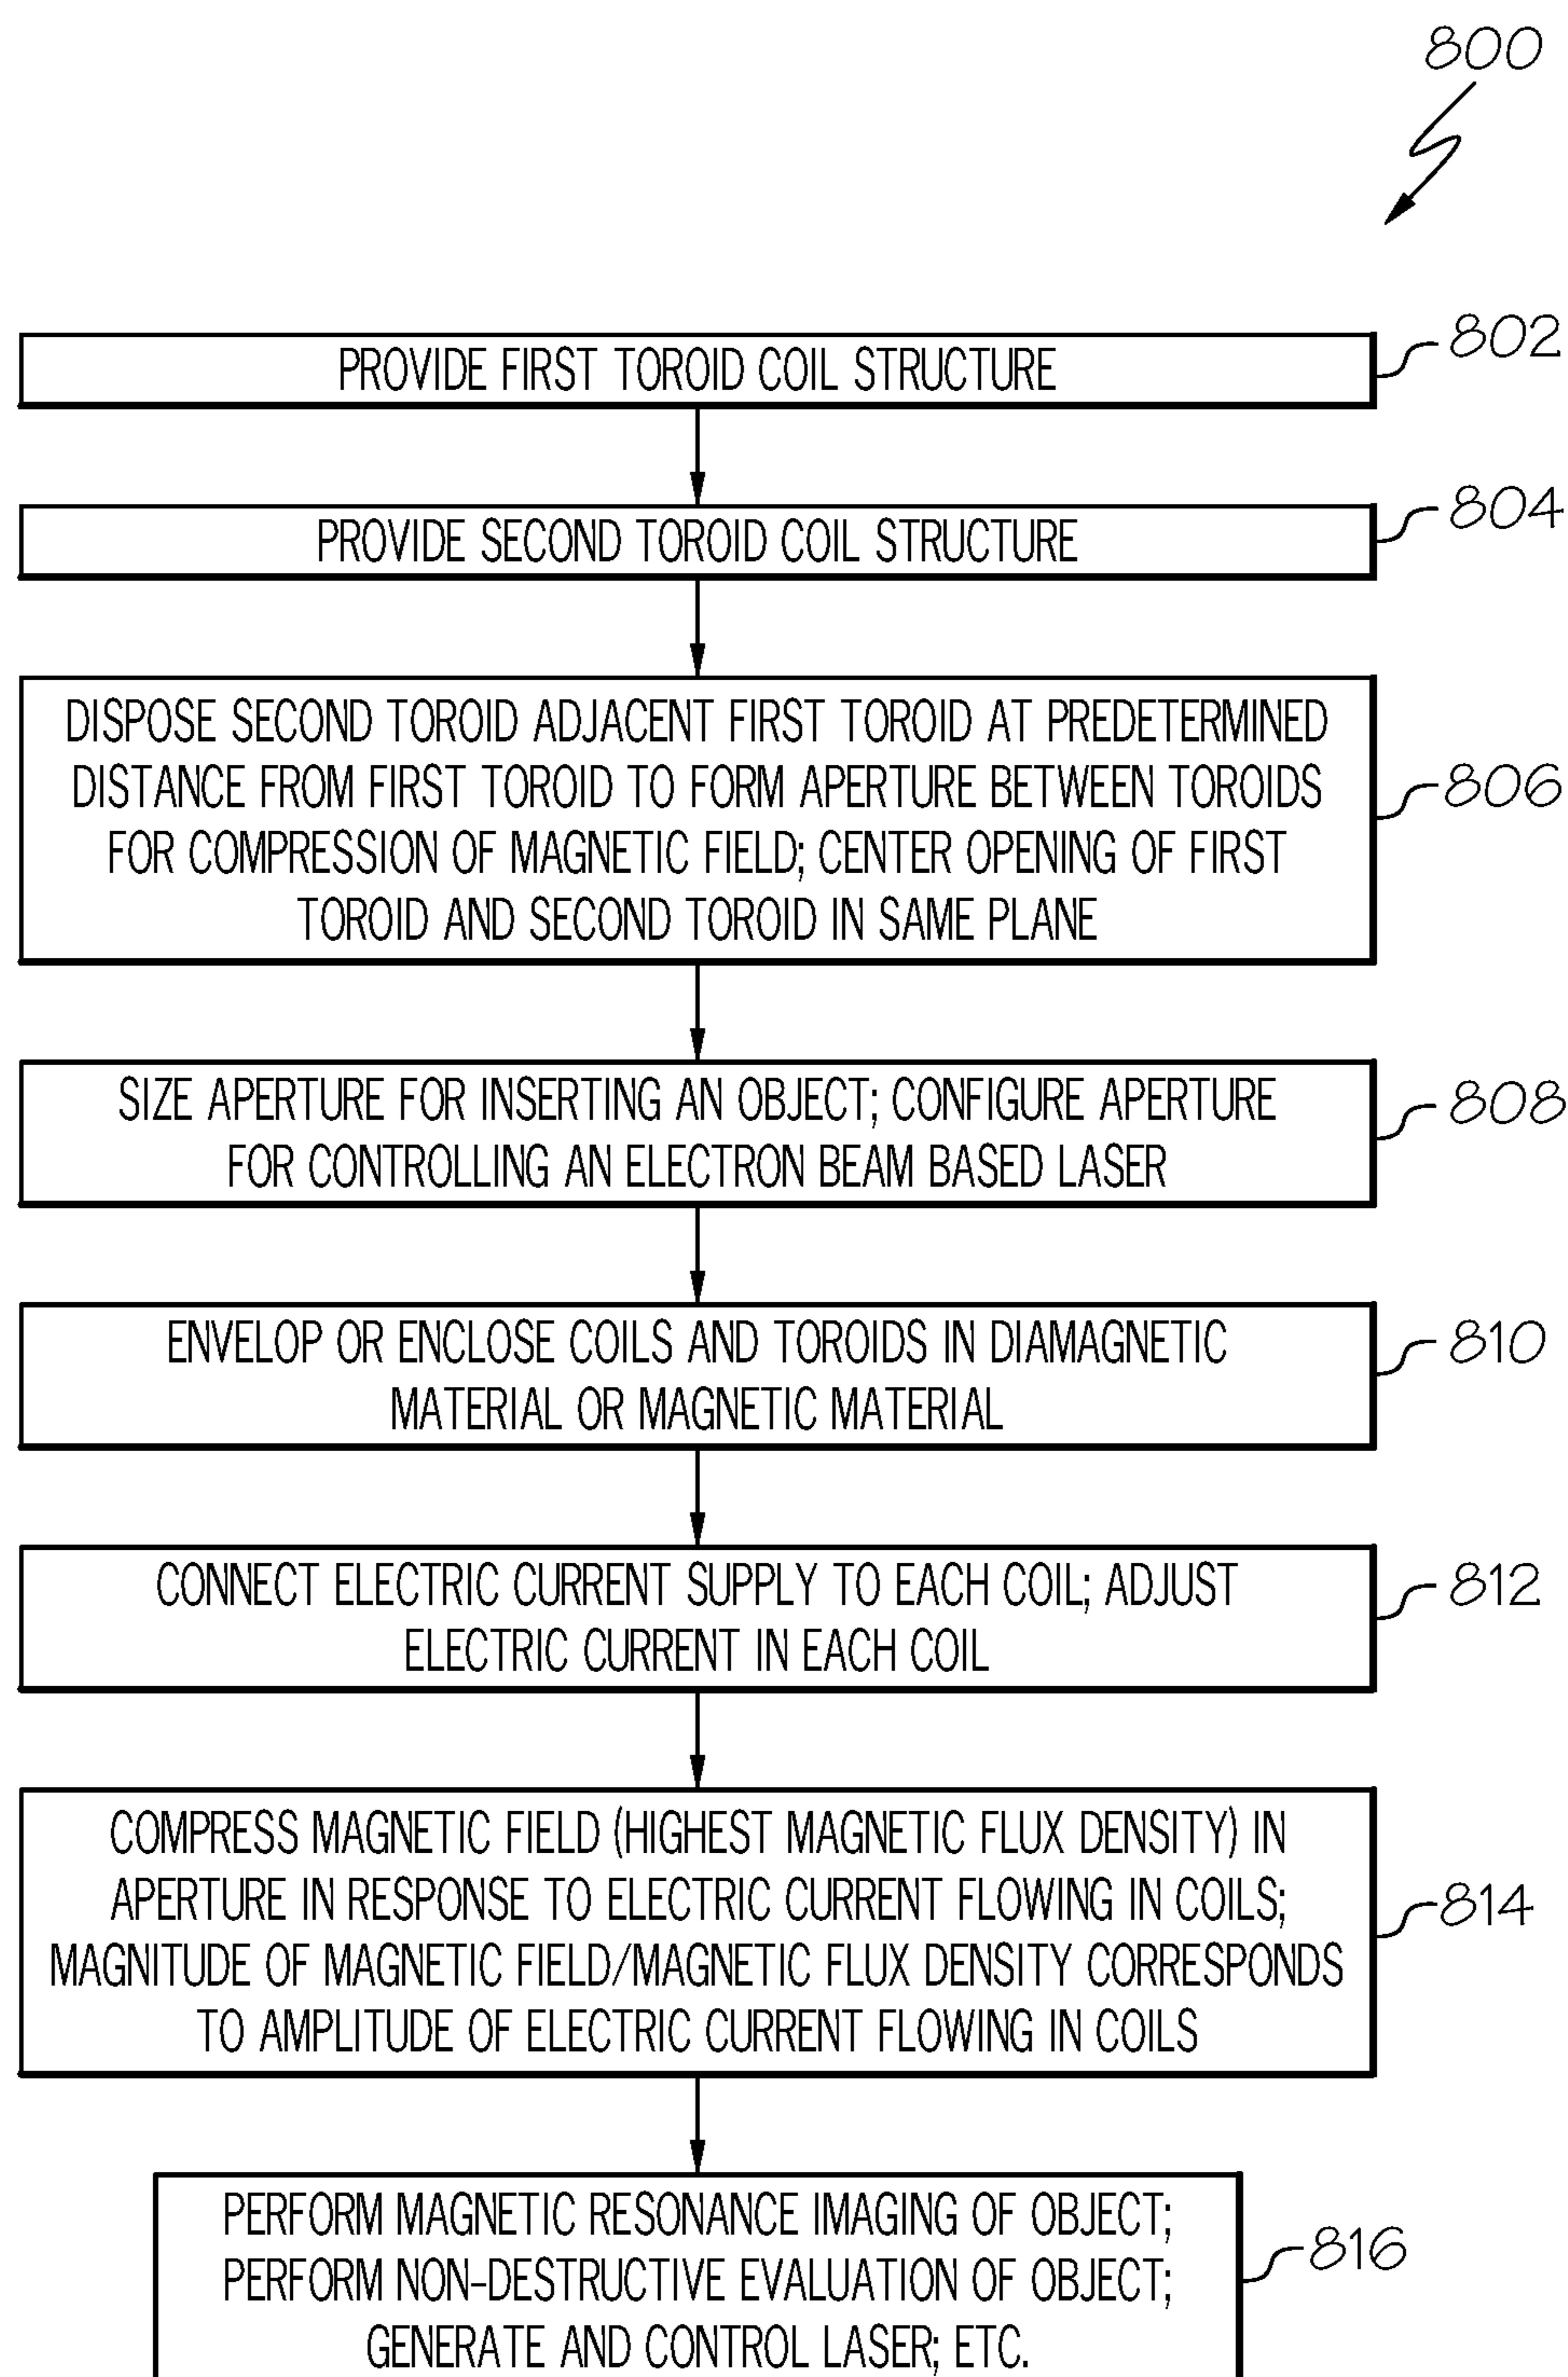 800
PROVIDE FIRST TOROID COIL STRUCTURE
802
PROVIDE SECOND TOROID COIL STRUCTURE
804
DISPOSE SECOND TOROID ADJACENT FIRST TOROID AT PREDETERMINED
DISTANCE FROM FIRST TOROID TO FORM APERTURE BETWEEN TOROIDS
FOR COMPRESSION OF MAGNETIC FIELD; CENTER OPENING OF FIRST
TOROID AND SECOND TOROID IN SAME PLANE
806
SIZE APERTURE FOR INSERTING AN OBJECT; CONFIGURE APERTURE
FOR CONTROLLING AN ELECTRON BEAM BASED LASER
808
ENVELOP OR ENCLOSE COILS AND TOROIDS IN DIAMAGNETIC
MATERIAL OR MAGNETIC MATERIAL
810
CONNECT ELECTRIC CURRENT SUPPLY TO EACH COIL; ADJUST
ELECTRIC CURRENT IN EACH COIL
812
COMPRESS MAGNETIC FIELD (HIGHEST MAGNETIC FLUX DENSITY) IN
APERTURE IN RESPONSE TO ELECTRIC CURRENT FLOWING IN COILS;
MAGNITUDE OF MAGNETIC FIELD/MAGNETIC FLUX DENSITY CORRESPONDS
TO AMPLITUDE OF ELECTRIC CURRENT FLOWING IN COILS
814
PERFORM MAGNETIC RESONANCE IMAGING OF OBJECT;
PERFORM NON-DESTRUCTIVE EVALUATION OF OBJECT;
GENERATE AND CONTROL LASER; ETC.
816